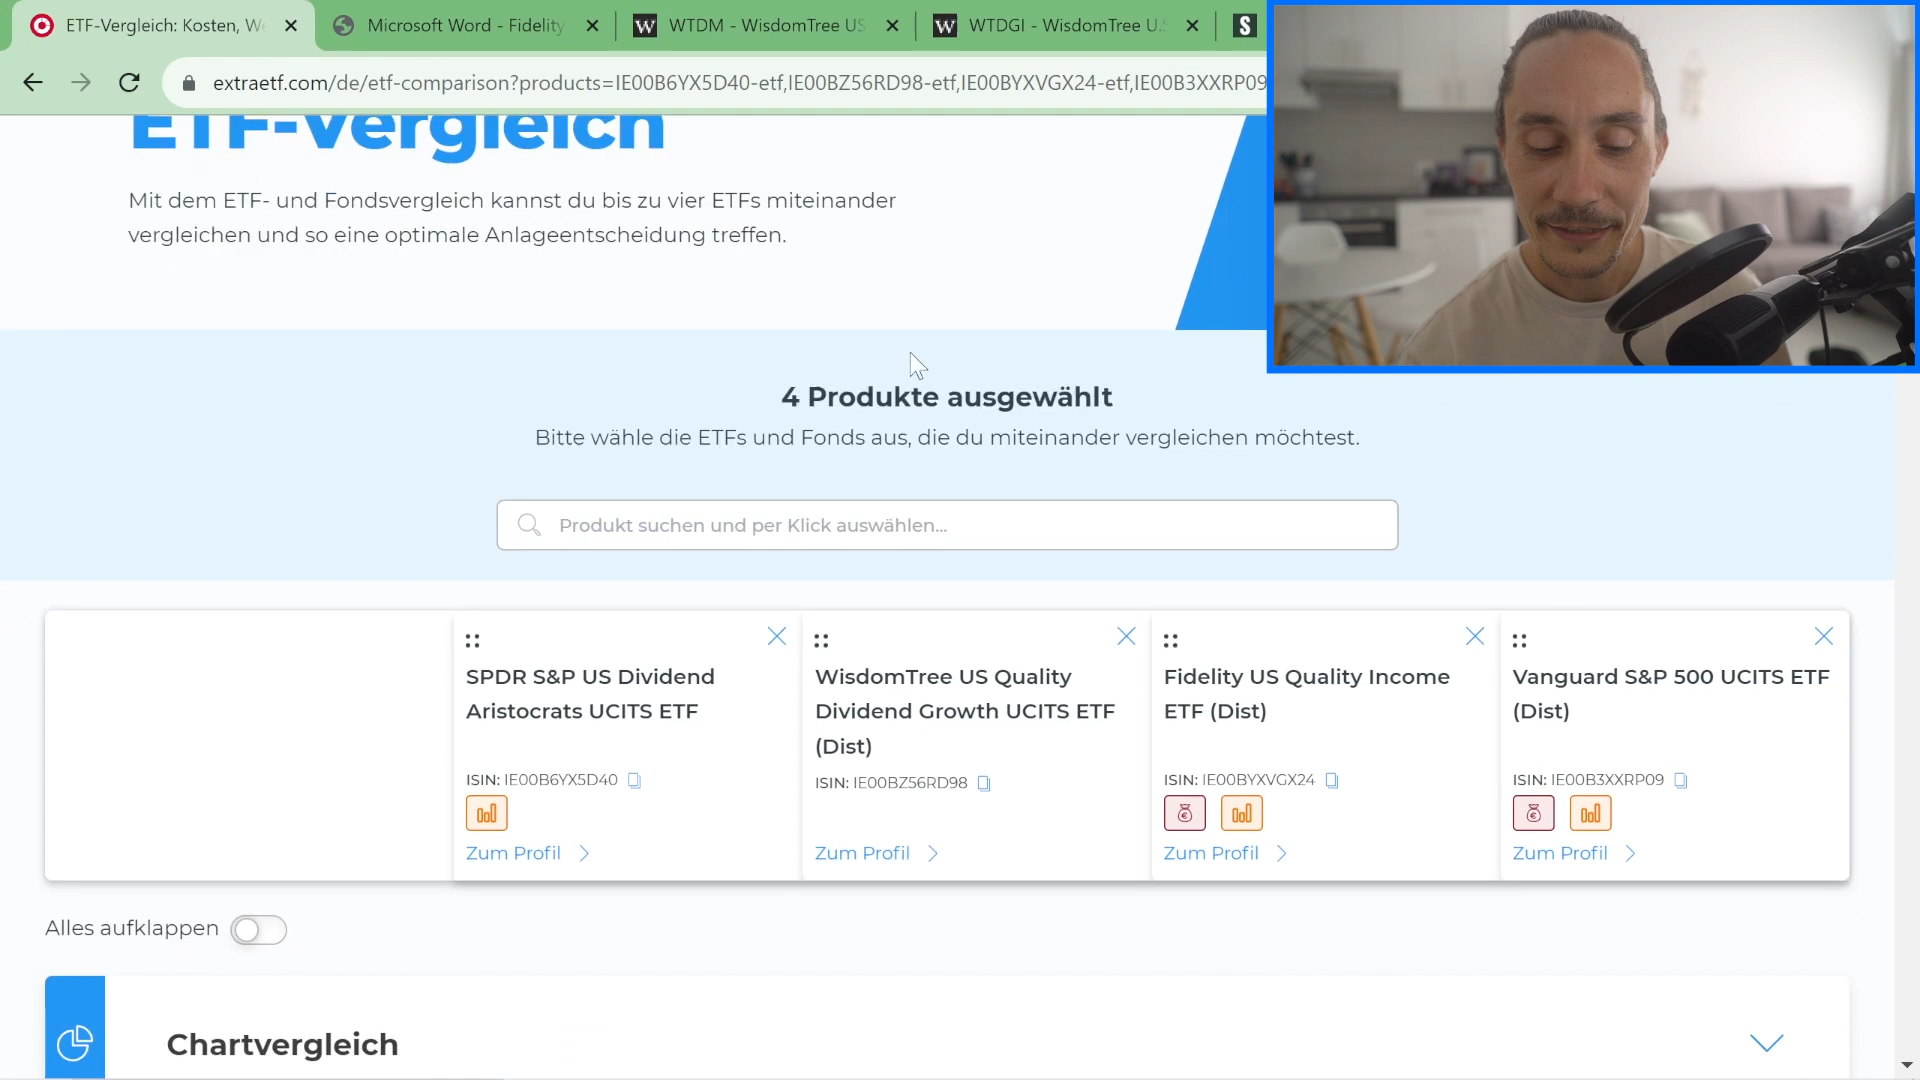 ETF-Vergleich: Kosten, We
Microsoft Word - Fidelity
WTDM - WisdomTree US
WTDGI - WisdomTree U.S
extraetf.com/de/etf-comparison?products=IE00B6YX5D40-etf,IE00BZ56RD98-etf,IE00BYXVGX24-etf,IE00B3XXRP09
ETF-Vergleich
Mit dem ETF- und Fondsvergleich kannst du bis zu vier ETFs miteinander
vergleichen und so eine optimale Anlageentscheidung treffen.
4 Produkte ausgewählt
Bitte wähle die ETFs und Fonds aus, die du miteinander vergleichen möchtest.
Produkt suchen und per Klick auswählen...
SPDR S&P US Dividend
Aristocrats UCITS ETF
ISIN: IE00B6YX5D40
Zum Profil
WisdomTree US Quality
Dividend Growth UCITS ETF
(Dist)
ISIN: IE00BZ56RD98
Zum Profil
Fidelity US Quality Income
ETF (Dist)
ISIN: IE00BYXVGX24
Zum Profil
Vanguard S&P 500 UCITS ETF
(Dist)
ISIN: IE00B3XXRP09
Zum Profil
Alles aufklappen
Chartvergleich